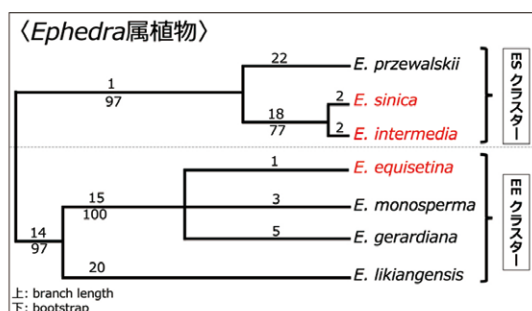 〈Ephedra属植物〉
22
E. przewalskii
1
97
2
E. sinica
18
77
2
E. intermedia
ES クラスター
1
E. equisetina
15
100
3
E. monosperma
5
E. gerardiana
14
97
20
E. likiangensis
EE クラスター
上: branch length
下: bootstrap